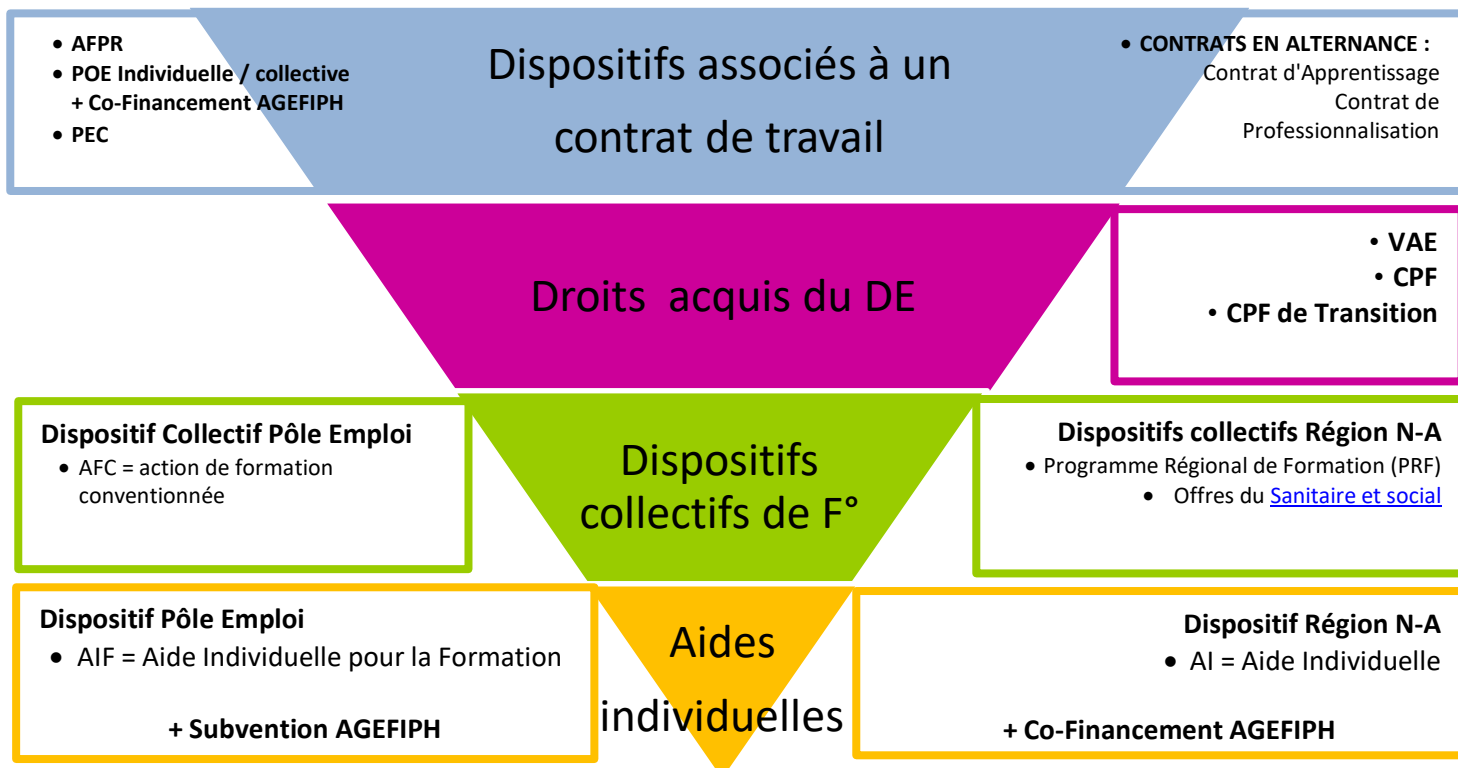 • AFPR
• POE Individuelle / collective
+ Co-Financement AGEFIPH
• PEC
Dispositifs associés à un
contrat de travail
• CONTRATS EN ALTERNANCE :
Contrat d'Apprentissage
Contrat de
Professionnalisation
Droits acquis du DE
• VAE
• CPF
• CPF de Transition
Dispositif Collectif Pôle Emploi
• AFC = action de formation
conventionnée
Dispositifs
collectifs de F°
Dispositifs collectifs Région N-A
• Programme Régional de Formation (PRF)
• Offres du Sanitaire et social
Dispositif Pôle Emploi
• AIF = Aide Individuelle pour la Formation
+ Subvention AGEFIPH
Aides
individuelles
Dispositif Région N-A
• AI = Aide Individuelle
+ Co-Financement AGEFIPH